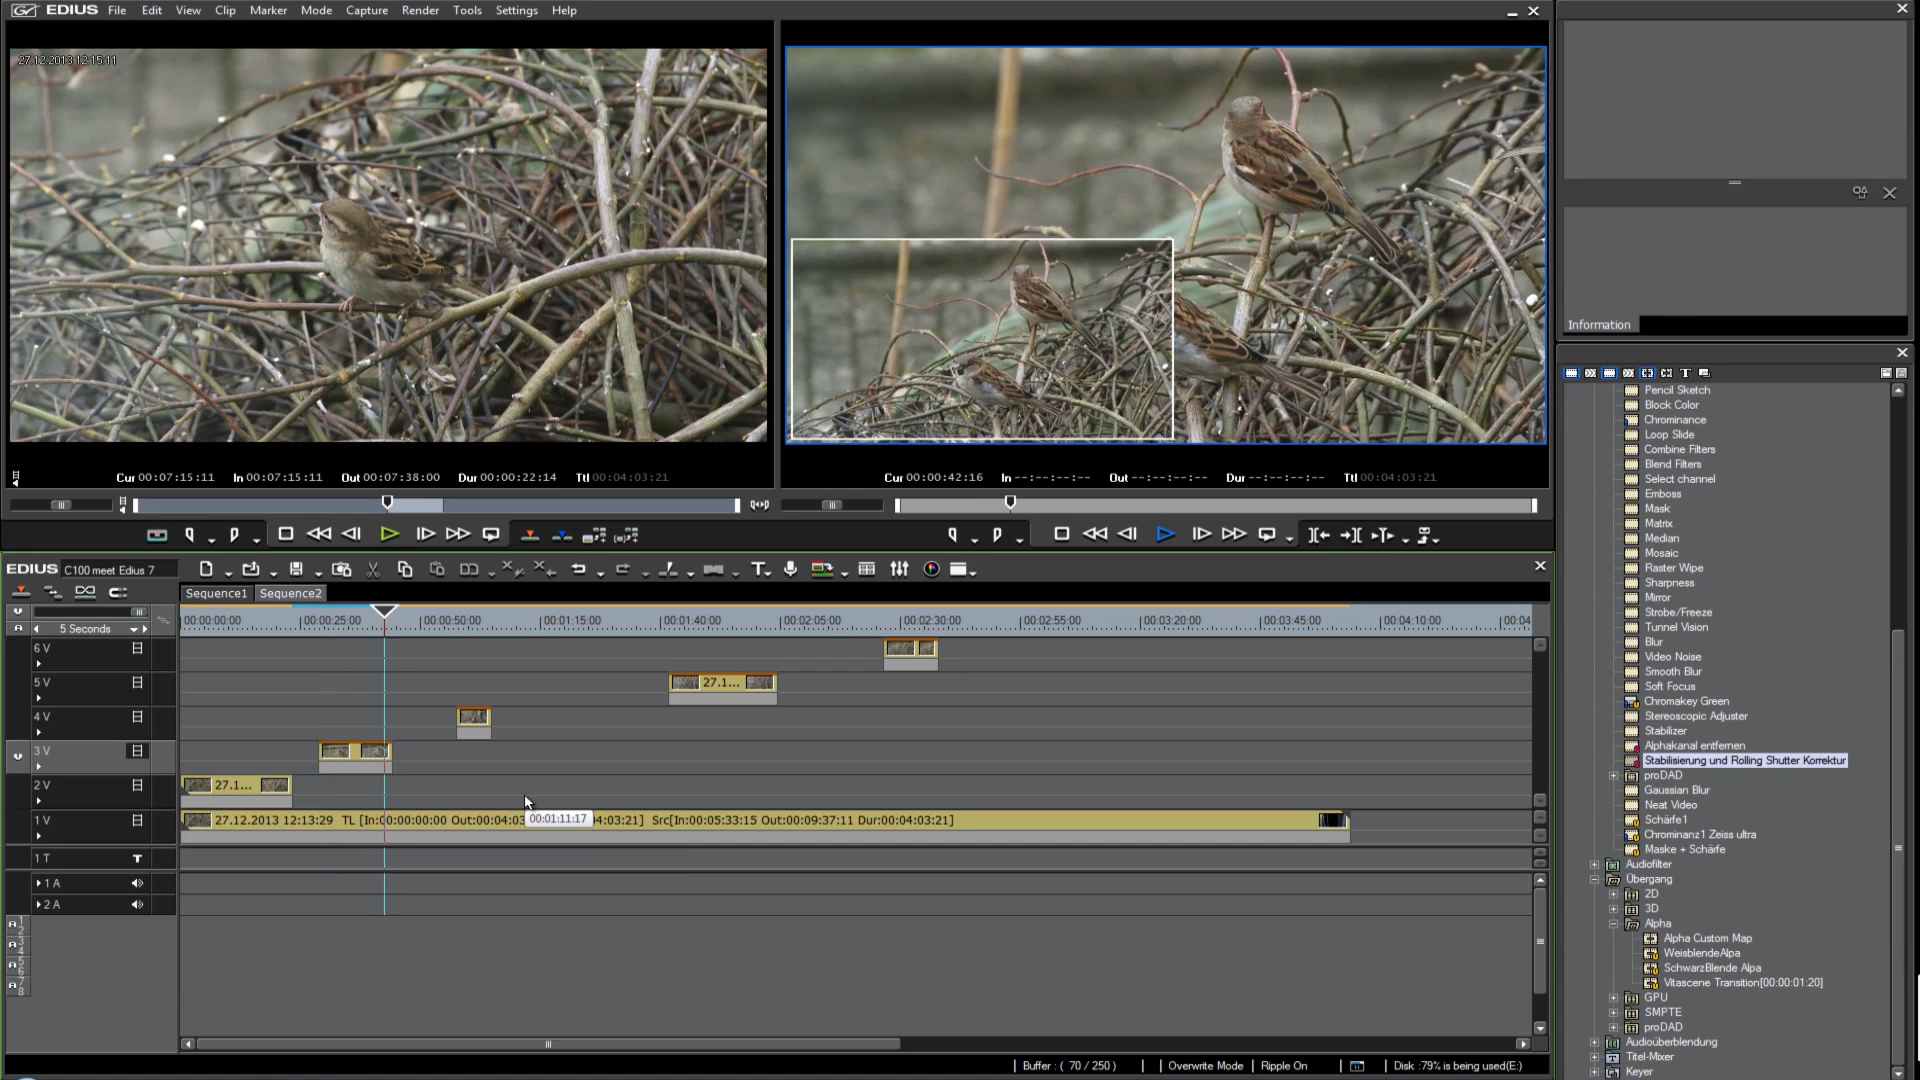 EDIUS File Edit View Clip Marker Mode Capture Render Tools Settings Help
27.12.2013 12:15:11
Cur 00:07:15:11 In 00:07:15:11 Out 00:07:38:00 Dur 00:00:22:14 Ttl 00:04:03:21
Cur 00:00:42:16 In --:--:--:-- Out --:--:--:-- Dur --:--:--:-- Ttl 00:04:03:21
Information
EDIUS C100 meet Edius 7
Sequence1 Sequence2
5 Seconds
00:00:00:00 00:00:25:00 00:00:50:00 00:01:15:00 00:01:40:00 00:02:05:00 00:02:30:00 00:02:55:00 00:03:20:00 00:03:45:00 00:04:10:00 00:04
6 V
5 V 27.1...
4 V
3 V
2 V 27.1...
1 V 27.12.2013 12:13:29 TL [In:00:00:00:00 Out:00:04:03 4:03:21] Src[In:00:05:33:15 Out:00:09:37:11 Dur:00:04:03:21]
00:01:11:17
1 T T
1 A
2 A
A 1 2
A 3 4
A 5 6
A 7 8
Pencil Sketch
Block Color
Chrominance
Loop Slide
Combine Filters
Blend Filters
Select channel
Emboss
Mask
Matrix
Median
Mosaic
Raster Wipe
Sharpness
Mirror
Strobe/Freeze
Tunnel Vision
Blur
Video Noise
Smooth Blur
Soft Focus
Chromakey Green
Stereoscopic Adjuster
Stabilizer
Alphakanal entfernen
Stabilisierung und Rolling Shutter Korrektur
proDAD
Gaussian Blur
Neat Video
Schärfe1
Chrominanz1 Zeiss ultra
Maske + Schärfe
Audiofilter
Übergang
2D
3D
Alpha
Alpha Custom Map
WeisblendeAlpa
SchwarzBlende Alpa
Vitascene Transition[00:00:01:20]
GPU
SMPTE
proDAD
Audioüberblendung
Titel-Mixer
Keyer
Buffer : ( 70 / 250 ) Overwrite Mode Ripple On Disk :79% is being used(E:)